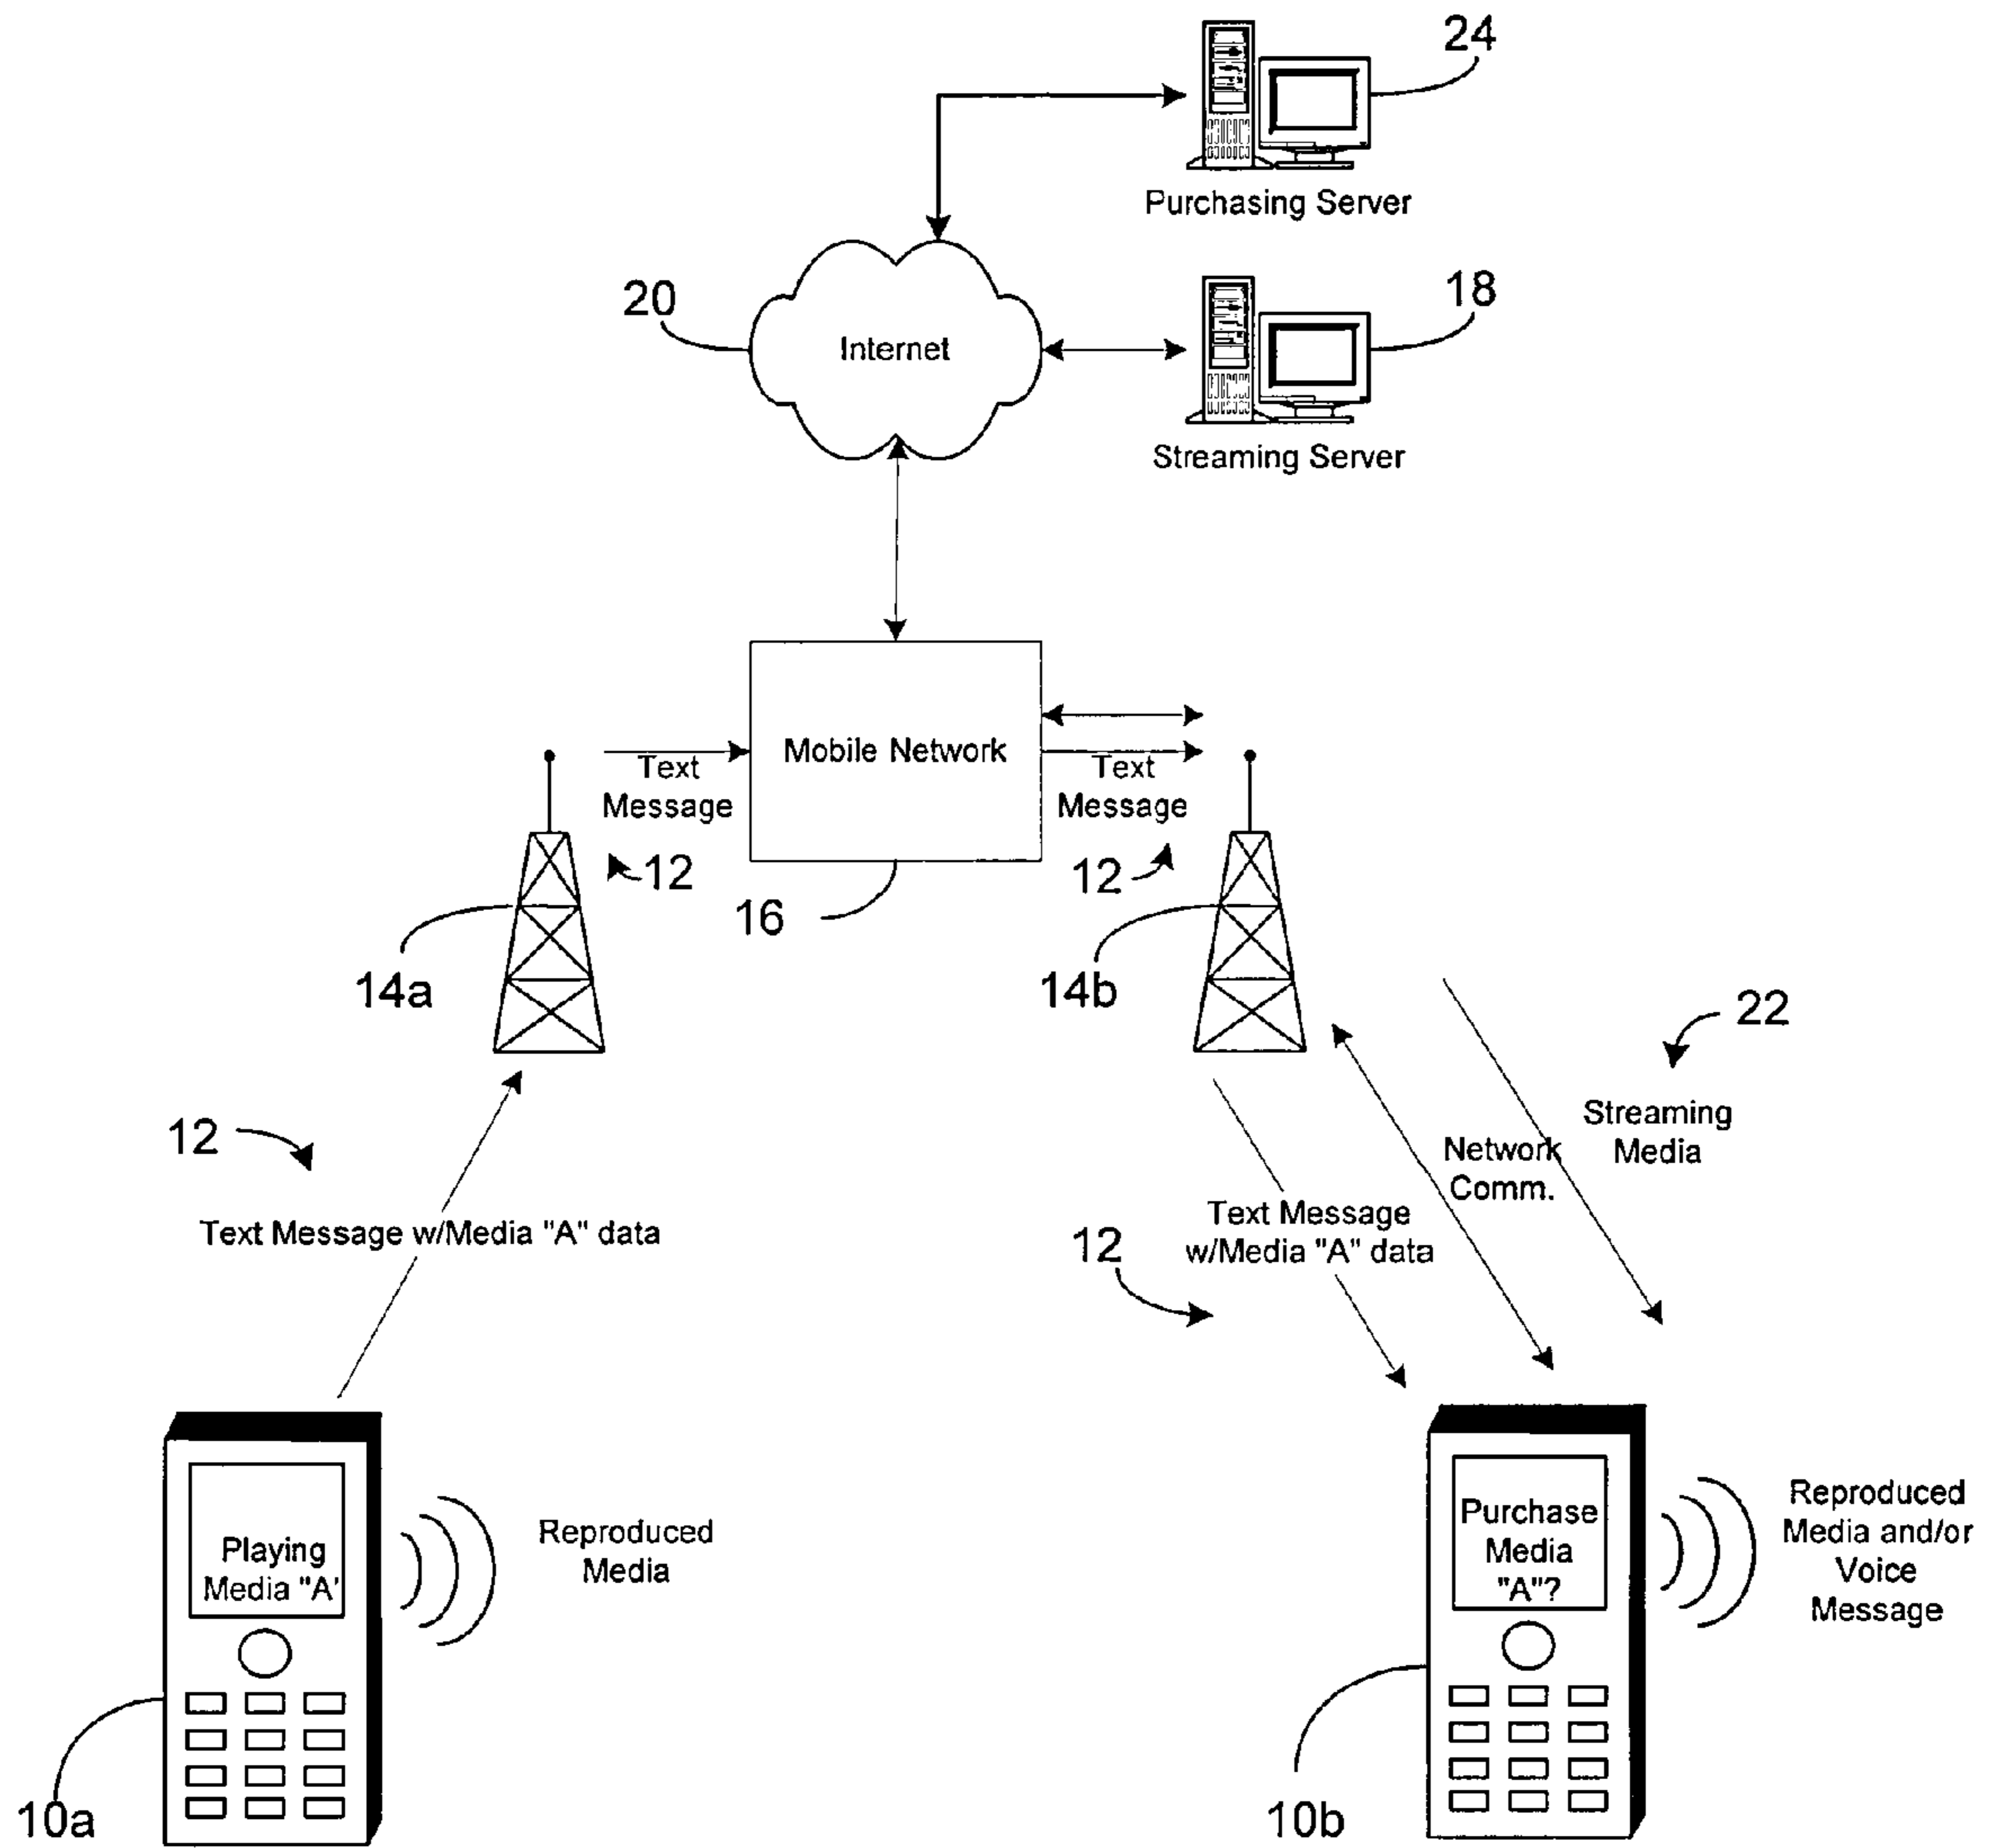 24
Purchasing Server
20
Internet
18
Streaming Server
Mobile Network
Text
Message
Text
Message
12
12
16
14a
14b
22
Streaming
Media
12
Network
Comm.
Text Message w/Media "A" data
Text Message
w/Media "A" data
12
Playing
Media "A'
Reproduced
Media
Purchase
Media
"A"?
Reproduced
Media and/or
Voice
Message
10a
10b